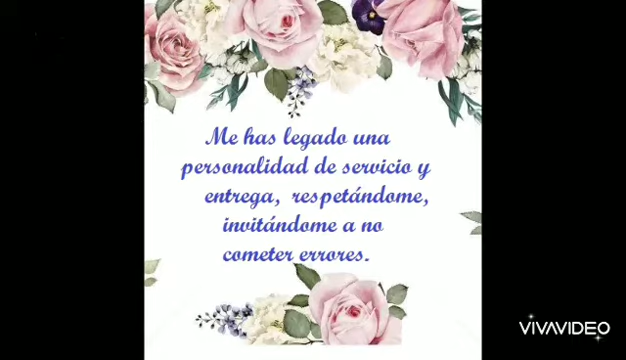 Me has legado una
personalidad de servicio y
entrega, respetándome,
invitándome a no
cometer errores.
VIVAVIDEO